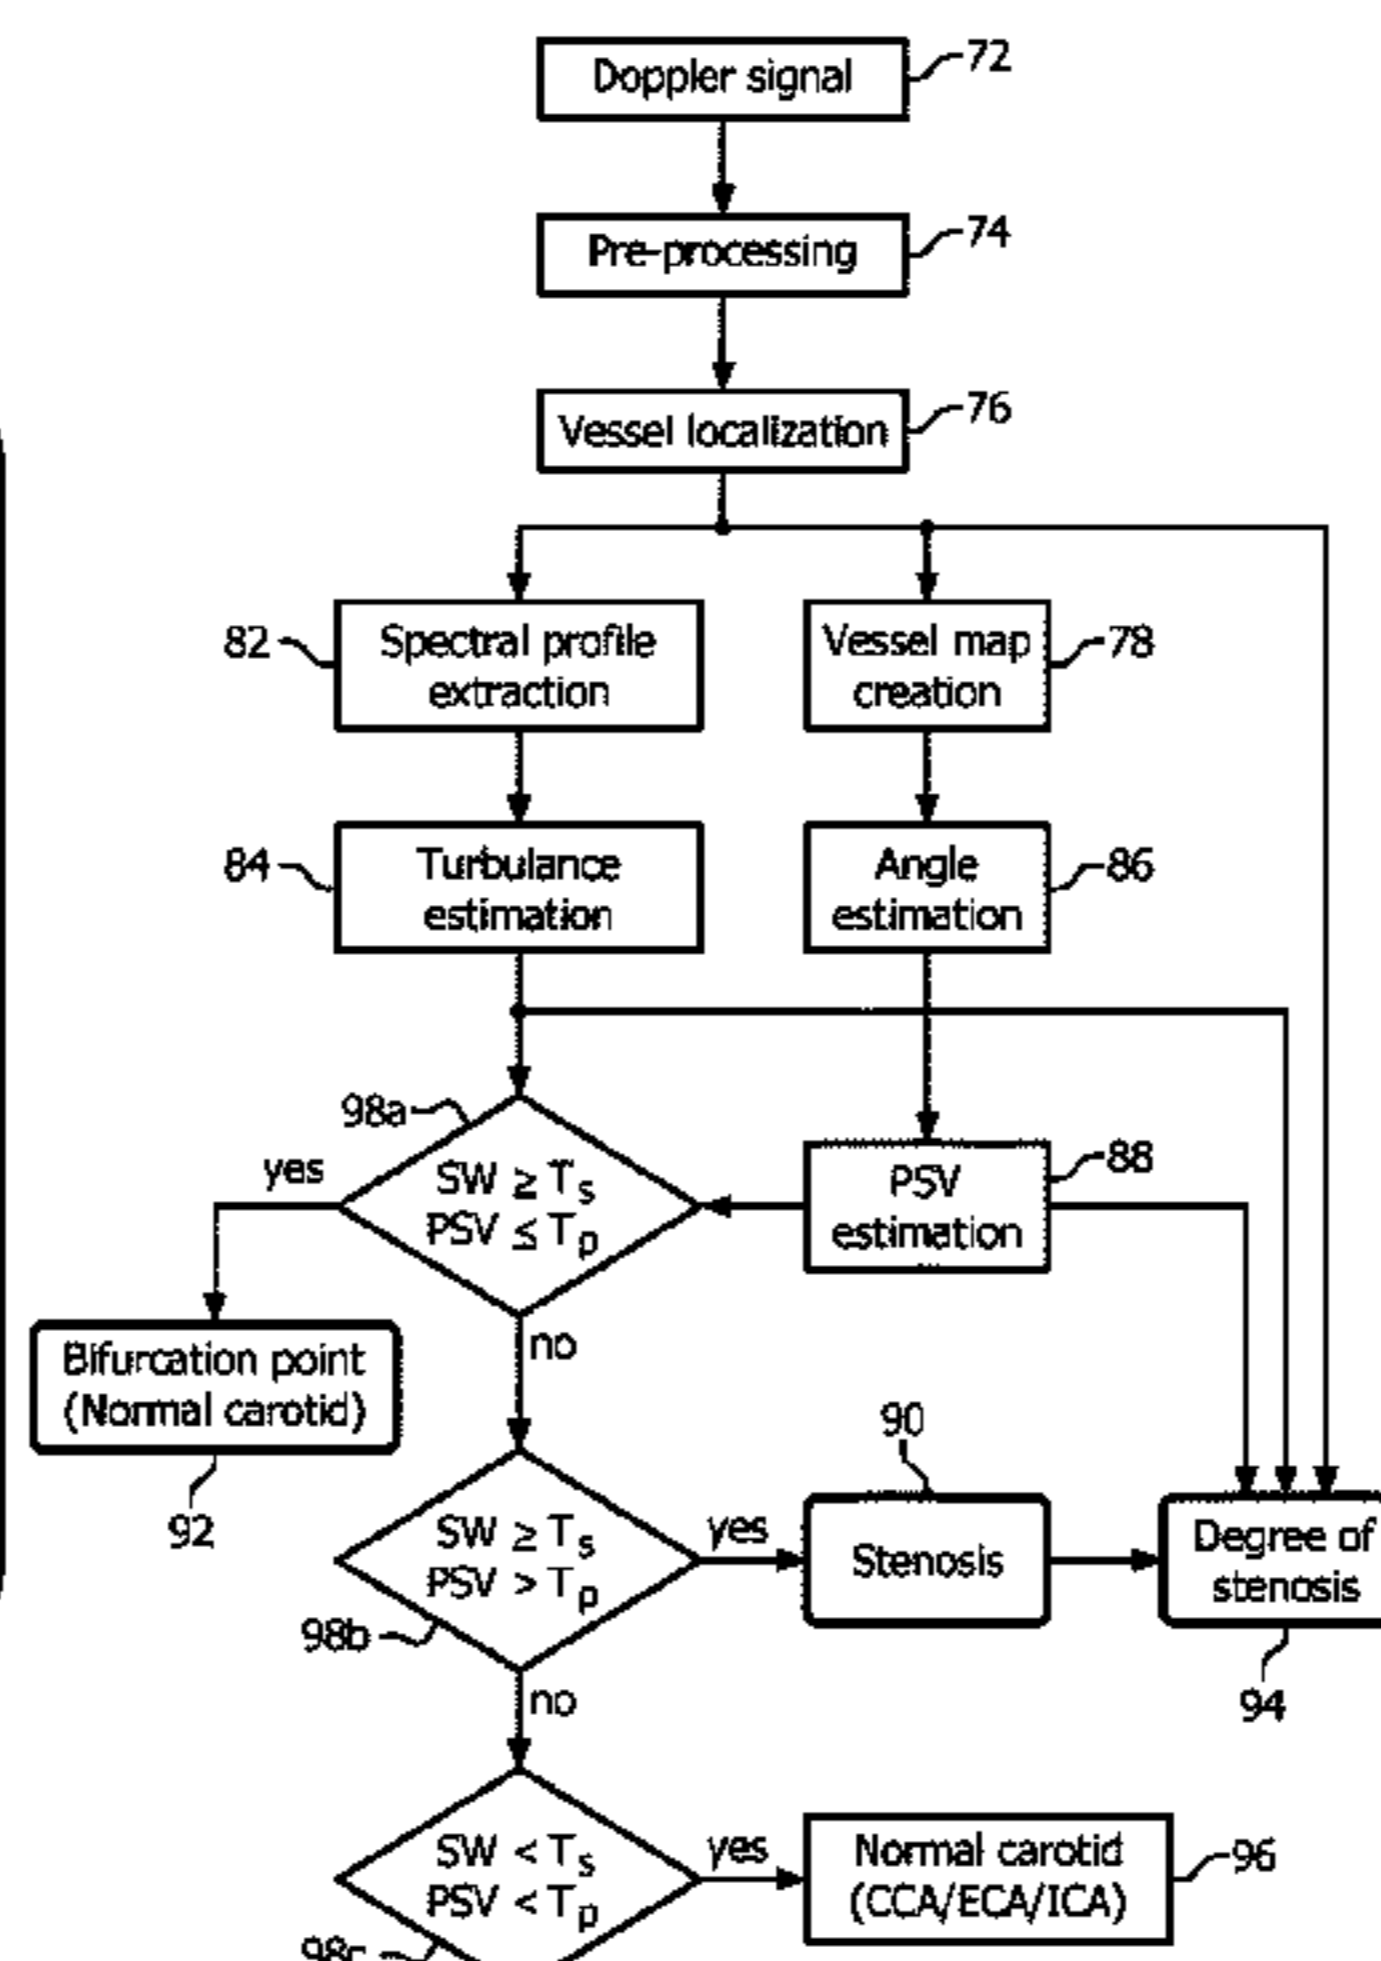 Doppler signal
72
Pre-processing
74
Vessel localization
76
82
Spectral profile
extraction
Vessel map
creation
78
84
Turbulance
estimation
Angle
estimation
86
98a
yes
SW ≥ Ts
PSV ≤ Tp
PSV
estimation
88
no
Bifurcation point
(Normal carotid)
92
90
SW ≥ Ts
PSV > Tp
yes
Stenosis
Degree of
stenosis
98b
94
no
SW < Ts
PSV < Tp
yes
Normal carotid
(CCA/ECA/ICA)
96
98c